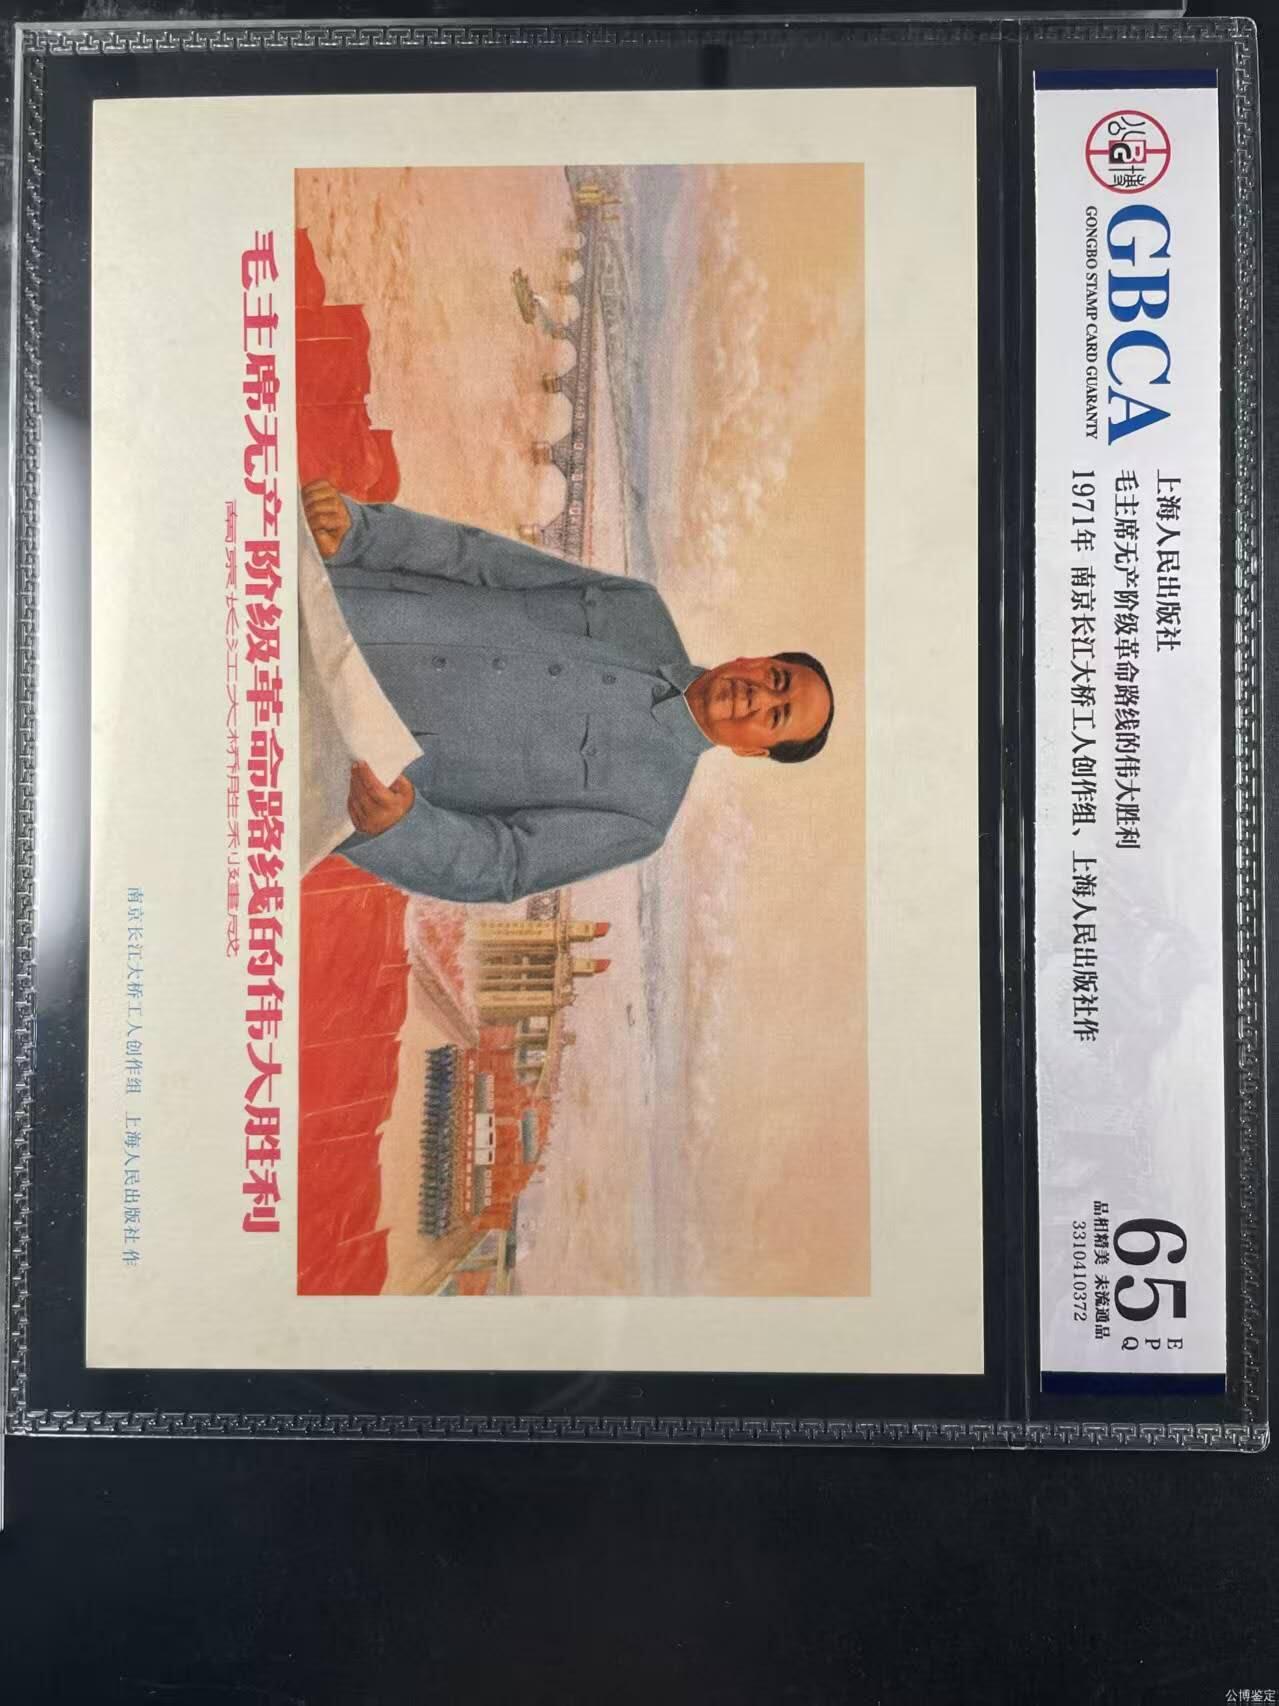 公博
GBCA
GONGBO STAMP CARD GUARANTY
上海人民出版社
毛主席无产阶级革命路线的伟大胜利
1971年 南京长江大桥工人创作组、上海人民出版社作
65
EPQ
品相精美 未流通品
3310410372
毛主席无产阶级革命路线的伟大胜利
南京长江大桥胜利建成
南京长江大桥工人创作组 上海人民出版社 作
公博鉴定